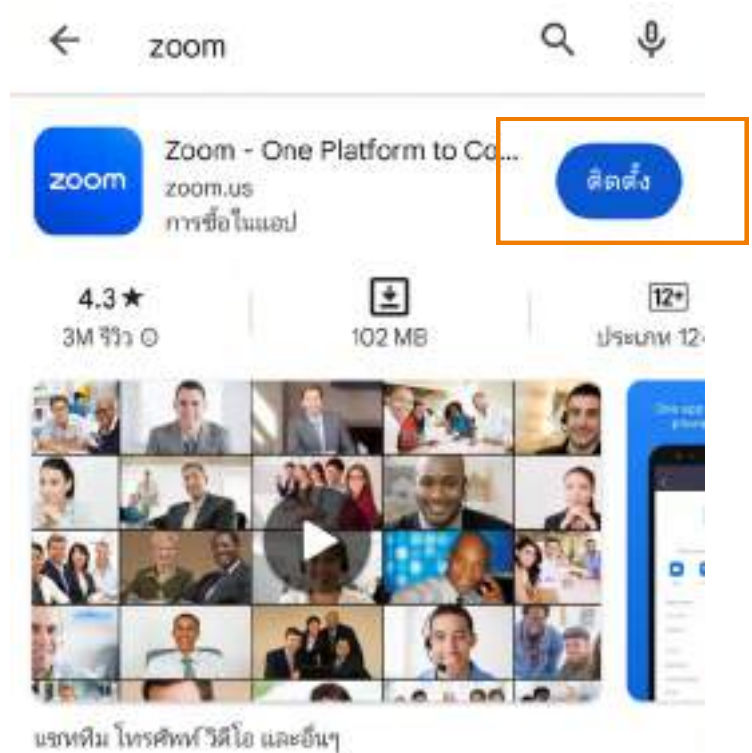 zoom
Zoom - One Platform to Co...
zoom
zoom.us
ติดตั้ง
การซื้อในแอป
4.3★
3M รีวิว
102 MB
12+
ประเภท 12+
แชททีม โทรศัพท์ วิดีโอ และอื่นๆ